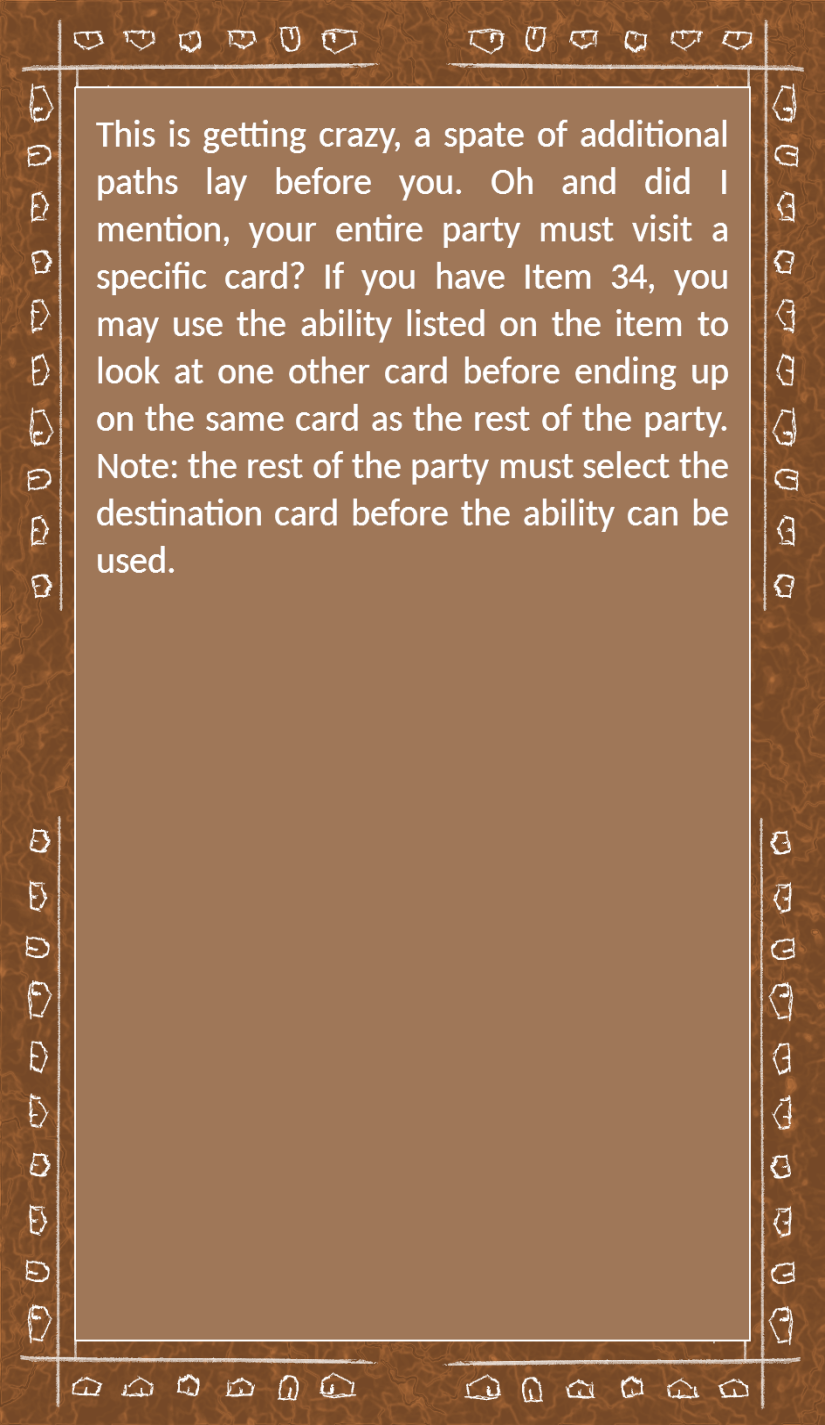 This is getting crazy, a spate of additional
paths lay before you. Oh and did I
mention, your entire party must visit a
specific card? If you have Item 34, you
may use the ability listed on the item to
look at one other card before ending up
on the same card as the rest of the party.
Note: the rest of the party must select the
destination card before the ability can be
used.